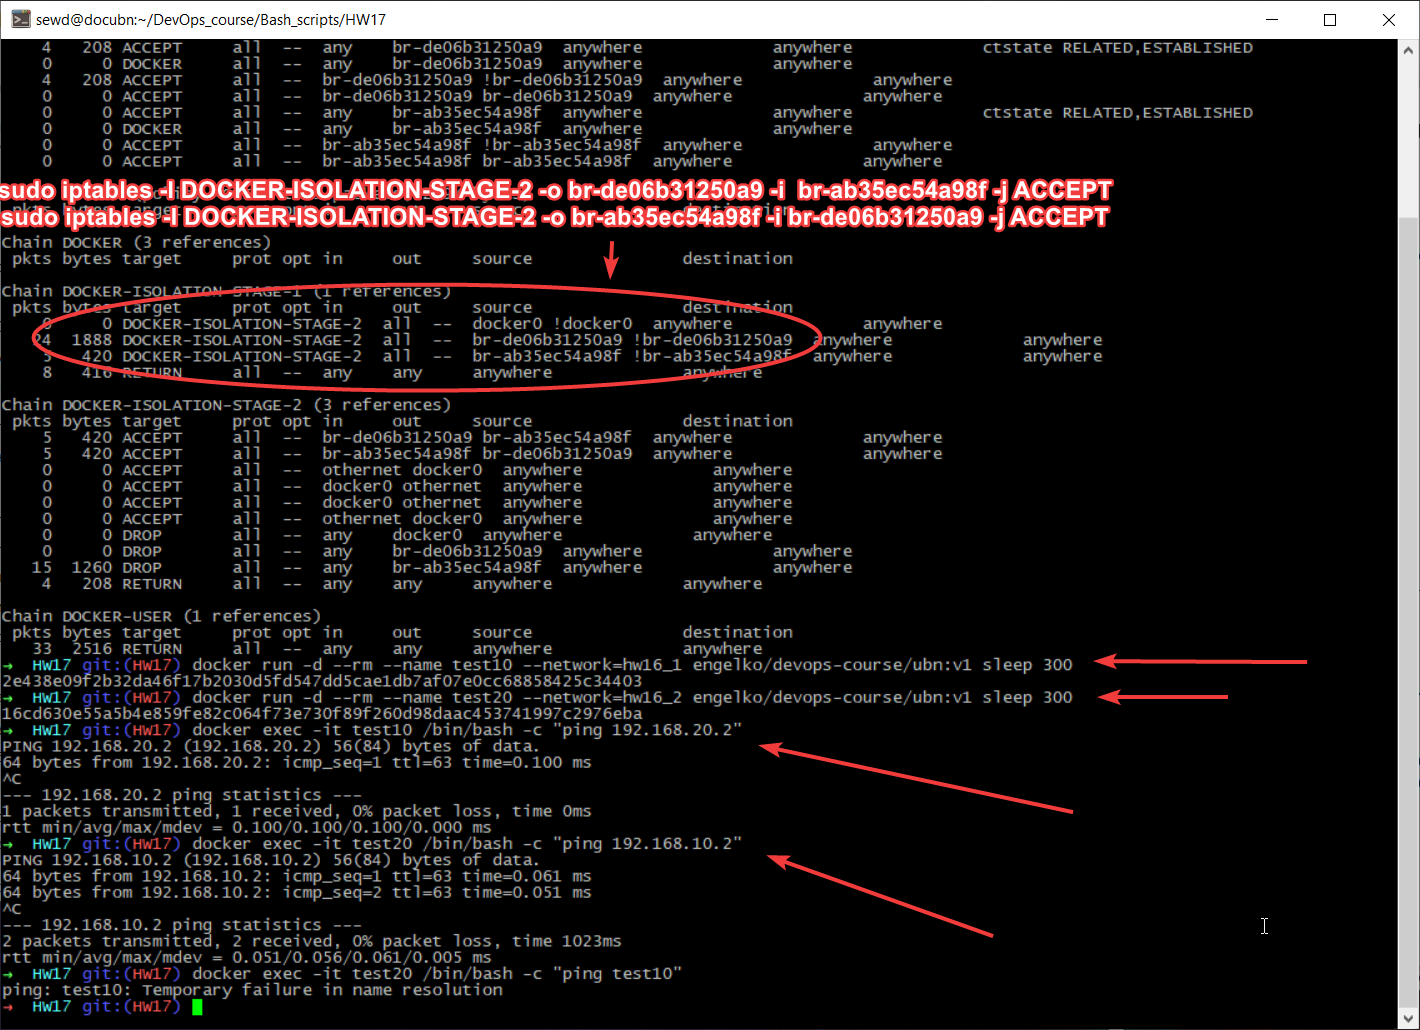 sewd@docubn:~/DevOps_course/Bash_scripts/HW17
4 208 ACCEPT all -- any br-de06b31250a9 anywhere anywhere ctstate RELATED,ESTABLISHED
0 0 DOCKER all -- any br-de06b31250a9 anywhere anywhere
4 208 ACCEPT all -- br-de06b31250a9 !br-de06b31250a9 anywhere anywhere
0 0 ACCEPT all -- br-de06b31250a9 br-de06b31250a9 anywhere anywhere
0 0 ACCEPT all -- any br-ab35ec54a98f anywhere anywhere ctstate RELATED,ESTABLISHED
0 0 DOCKER all -- any br-ab35ec54a98f anywhere anywhere
0 0 ACCEPT all -- br-ab35ec54a98f !br-ab35ec54a98f anywhere anywhere
0 0 ACCEPT all -- br-ab35ec54a98f br-ab35ec54a98f anywhere anywhere
sudo iptables -I DOCKER-ISOLATION-STAGE-2 -o br-de06b31250a9 -i br-ab35ec54a98f -j ACCEPT
sudo iptables -I DOCKER-ISOLATION-STAGE-2 -o br-ab35ec54a98f -i br-de06b31250a9 -j ACCEPT
Chain DOCKER (3 references)
pkts bytes target prot opt in out source destination
Chain DOCKER-ISOLATION-STAGE-1 (1 references)
pkts bytes target prot opt in out source destination
0 0 DOCKER-ISOLATION-STAGE-2 all -- docker0 !docker0 anywhere anywhere
24 1888 DOCKER-ISOLATION-STAGE-2 all -- br-de06b31250a9 !br-de06b31250a9 anywhere anywhere
5 420 DOCKER-ISOLATION-STAGE-2 all -- br-ab35ec54a98f !br-ab35ec54a98f anywhere anywhere
8 416 RETURN all -- any any anywhere anywhere
Chain DOCKER-ISOLATION-STAGE-2 (3 references)
pkts bytes target prot opt in out source destination
5 420 ACCEPT all -- br-de06b31250a9 br-ab35ec54a98f anywhere anywhere
5 420 ACCEPT all -- br-ab35ec54a98f br-de06b31250a9 anywhere anywhere
0 0 ACCEPT all -- othernet docker0 anywhere anywhere
0 0 ACCEPT all -- docker0 othernet anywhere anywhere
0 0 ACCEPT all -- docker0 othernet anywhere anywhere
0 0 ACCEPT all -- othernet docker0 anywhere anywhere
0 0 DROP all -- any docker0 anywhere anywhere
0 0 DROP all -- any br-de06b31250a9 anywhere anywhere
15 1260 DROP all -- any br-ab35ec54a98f anywhere anywhere
4 208 RETURN all -- any any anywhere anywhere
Chain DOCKER-USER (1 references)
pkts bytes target prot opt in out source destination
33 2516 RETURN all -- any any anywhere anywhere
→ HW17 git:(HW17) docker run -d --rm --name test10 --network=hw16_1 engelko/devops-course/ubn:v1 sleep 300
2e438e09f2b32da46f17b2030d5fd547dd5cae1db7af07e0cc68858425c34403
→ HW17 git:(HW17) docker run -d --rm --name test20 --network=hw16_2 engelko/devops-course/ubn:v1 sleep 300
16cd630e55a5b4e859fe82c064f73e730f89f260d98daac453741997c2976eba
→ HW17 git:(HW17) docker exec -it test10 /bin/bash -c "ping 192.168.20.2"
PING 192.168.20.2 (192.168.20.2) 56(84) bytes of data.
64 bytes from 192.168.20.2: icmp_seq=1 ttl=63 time=0.100 ms
^C
--- 192.168.20.2 ping statistics ---
1 packets transmitted, 1 received, 0% packet loss, time 0ms
rtt min/avg/max/mdev = 0.100/0.100/0.100/0.000 ms
→ HW17 git:(HW17) docker exec -it test20 /bin/bash -c "ping 192.168.10.2"
PING 192.168.10.2 (192.168.10.2) 56(84) bytes of data.
64 bytes from 192.168.10.2: icmp_seq=1 ttl=63 time=0.061 ms
64 bytes from 192.168.10.2: icmp_seq=2 ttl=63 time=0.051 ms
^C
--- 192.168.10.2 ping statistics ---
2 packets transmitted, 2 received, 0% packet loss, time 1023ms
rtt min/avg/max/mdev = 0.051/0.056/0.061/0.005 ms
→ HW17 git:(HW17) docker exec -it test20 /bin/bash -c "ping test10"
ping: test10: Temporary failure in name resolution
→ HW17 git:(HW17)